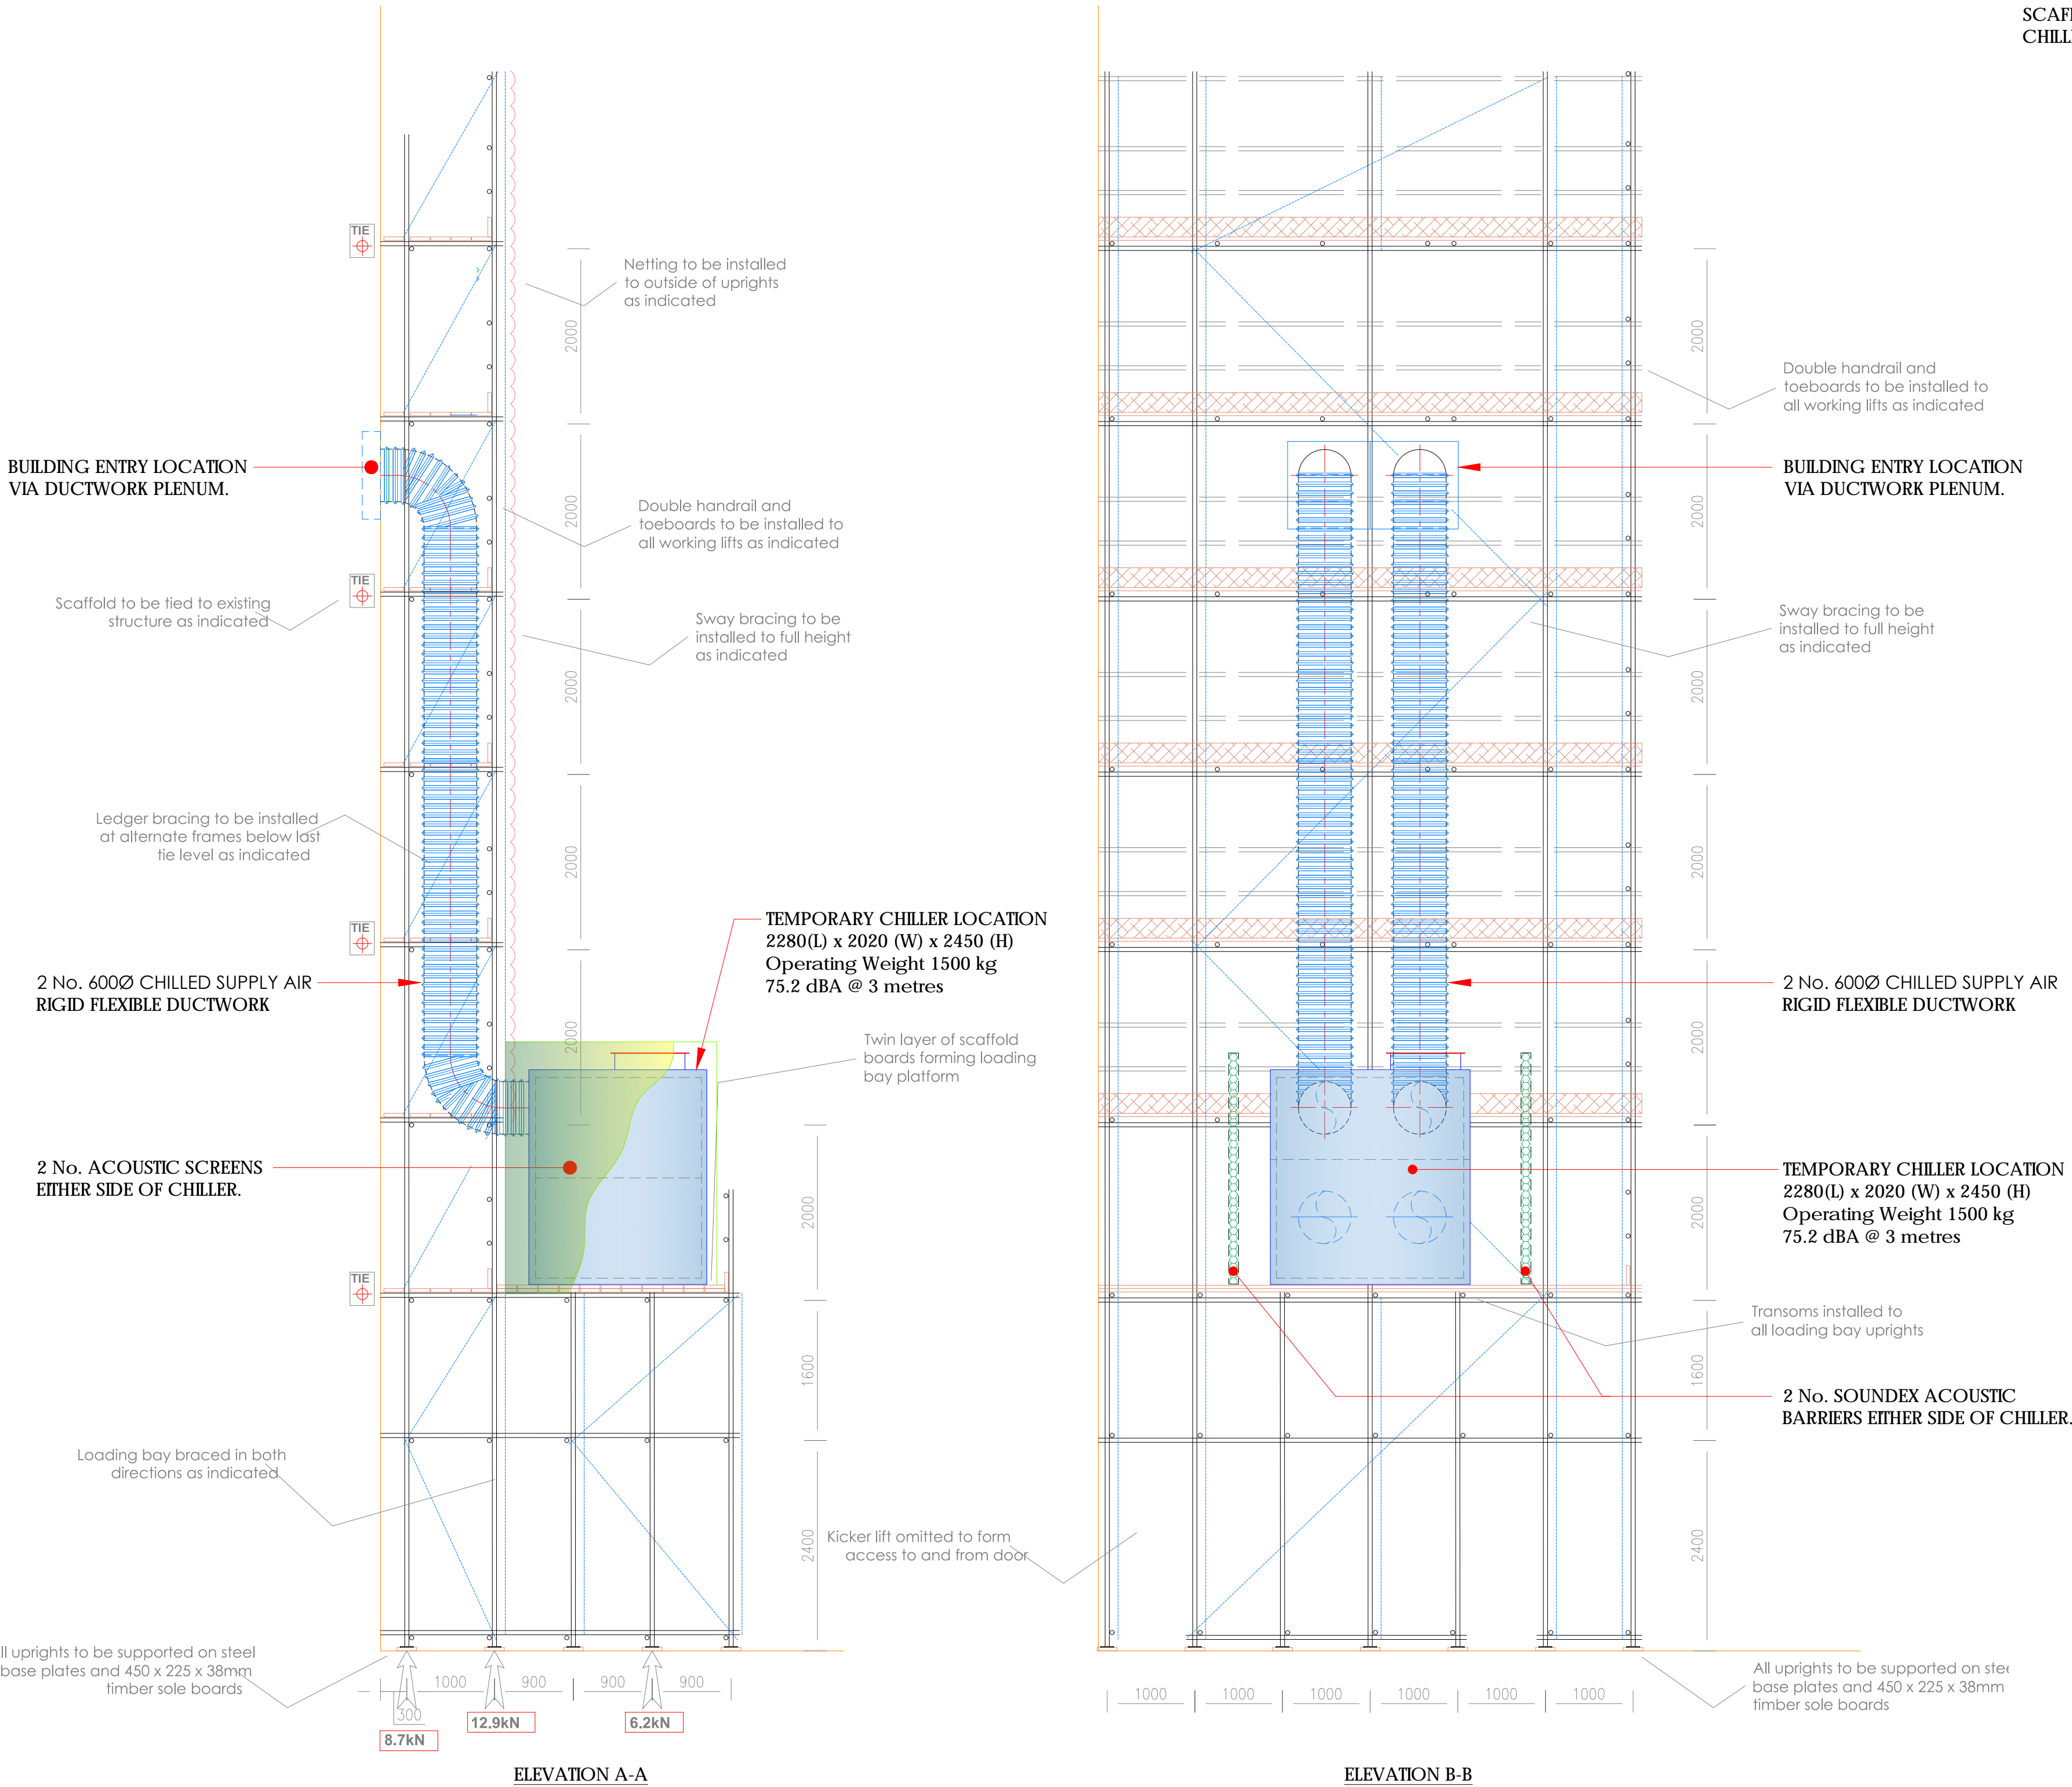 TIE
Netting to be installed
to outside of uprights
as indicated
2000
BUILDING ENTRY LOCATION
VIA DUCTWORK PLENUM.
2000
Double handrail and
toeboards to be installed to
all working lifts as indicated
TIE
Scaffold to be tied to existing
structure as indicated
Sway bracing to be
installed to full height
as indicated
2000
Ledger bracing to be installed
at alternate frames below last
tie level as indicated
2000
TIE
TEMPORARY CHILLER LOCATION
2280(L) x 2020 (W) x 2450 (H)
Operating Weight 1500 kg
75.2 dBA @ 3 metres
2 No. 600Ø CHILLED SUPPLY AIR
RIGID FLEXIBLE DUCTWORK
2000
Twin layer of scaffold
boards forming loading
bay platform
2 No. ACOUSTIC SCREENS
EITHER SIDE OF CHILLER.
2000
TIE
1600
Loading bay braced in both
directions as indicated
2400
Kicker lift omitted to form
access to and from door
ll uprights to be supported on steel
base plates and 450 x 225 x 38mm
timber sole boards
300
1000
900
900
900
8.7kN
12.9kN
6.2kN
ELEVATION A-A
SCAF
CHILL
2000
Double handrail and
toeboards to be installed to
all working lifts as indicated
BUILDING ENTRY LOCATION
VIA DUCTWORK PLENUM.
2000
Sway bracing to be
installed to full height
as indicated
2000
2000
2 No. 600Ø CHILLED SUPPLY AIR
RIGID FLEXIBLE DUCTWORK
2000
TEMPORARY CHILLER LOCATION
2280(L) x 2020 (W) x 2450 (H)
Operating Weight 1500 kg
75.2 dBA @ 3 metres
2000
Transoms installed to
all loading bay uprights
1600
2 No. SOUNDEX ACOUSTIC
BARRIERS EITHER SIDE OF CHILLER.
2400
All uprights to be supported on stee
base plates and 450 x 225 x 38mm
timber sole boards
1000
1000
1000
1000
1000
1000
ELEVATION B-B